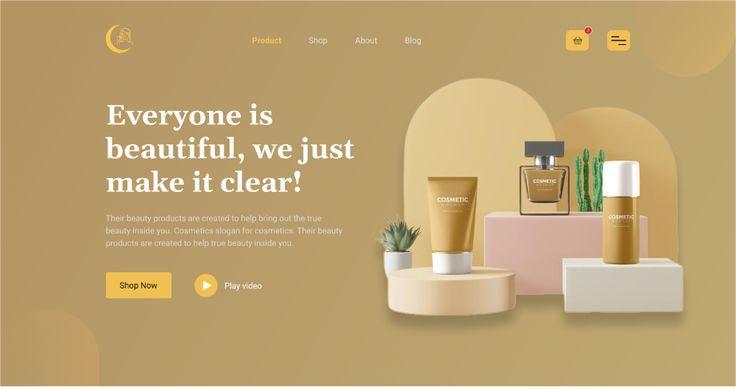 Product
Shop
About
Blog
Everyone is
beautiful, we just
make it clear!
Their beauty products are created to help bring out the true
beauty inside you. Cosmetics slogan for cosmetics. Their beauty
products are created to help true beauty inside you.
Shop Now
Play video
COSMETIC
COSMETIC
COSMETIC